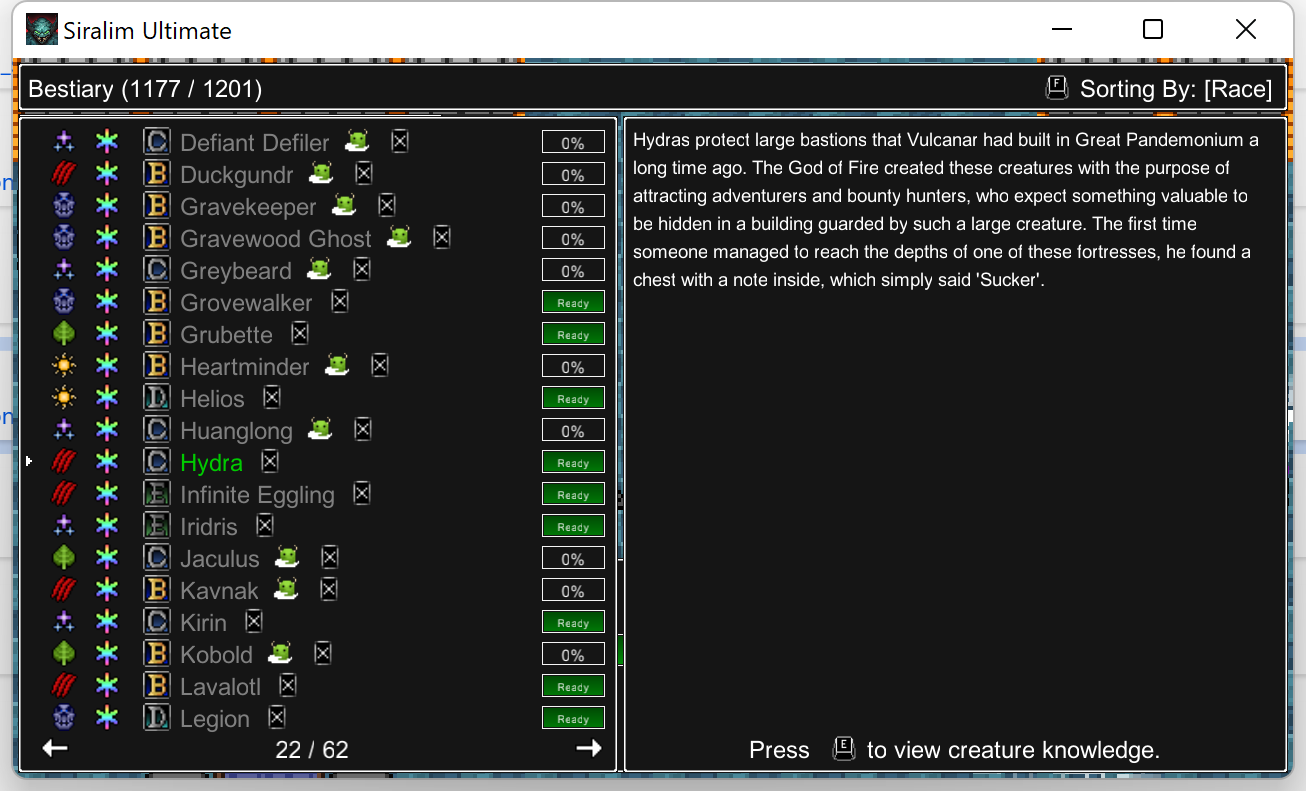 Siralim Ultimate
Bestiary (1177 / 1201)
F Sorting By: [Race]
C Defiant Defiler 0%
B Duckgundr 0%
B Gravekeeper 0%
B Gravewood Ghost 0%
C Greybeard 0%
B Grovewalker Ready
B Grubette Ready
B Heartminder 0%
D Helios Ready
C Huanglong 0%
C Hydra Ready
E Infinite Eggling Ready
E Iridris Ready
C Jaculus 0%
B Kavnak 0%
C Kirin Ready
B Kobold 0%
B Lavalotl Ready
D Legion Ready
22 / 62
Hydras protect large bastions that Vulcanar had built in Great Pandemonium a
long time ago. The God of Fire created these creatures with the purpose of
attracting adventurers and bounty hunters, who expect something valuable to
be hidden in a building guarded by such a large creature. The first time
someone managed to reach the depths of one of these fortresses, he found a
chest with a note inside, which simply said 'Sucker'.
Press E to view creature knowledge.